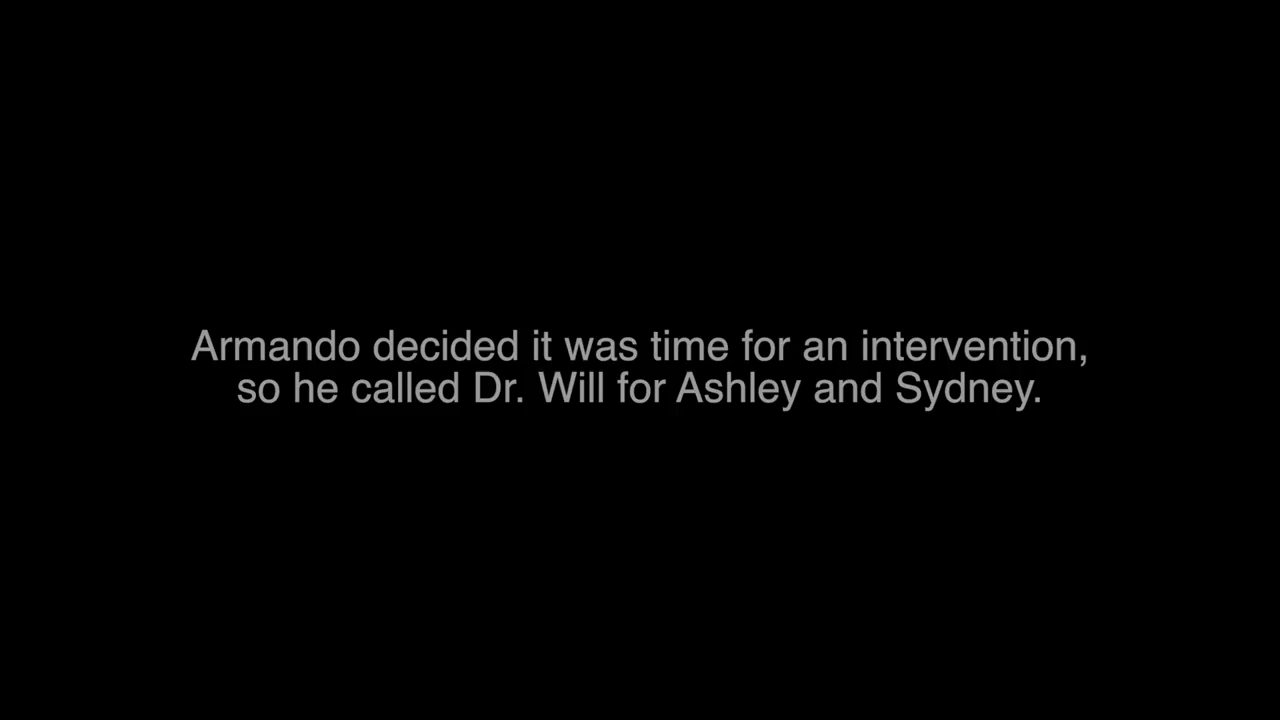 Armando decided it was time for an intervention,
so he called Dr. Will for Ashley and Sydney.